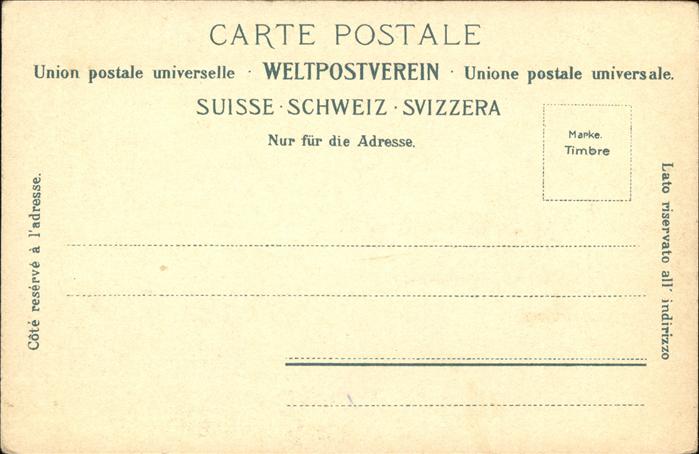 CARTE POSTALE
Union postale universelle · WELTPOSTVEREIN · Unione postale universale.
SUISSE · SCHWEIZ · SVIZZERA
Nur für die Adresse.
Marke.
Timbre
Côté resérvé à l'adresse.
Lato riservato all' indirizzo